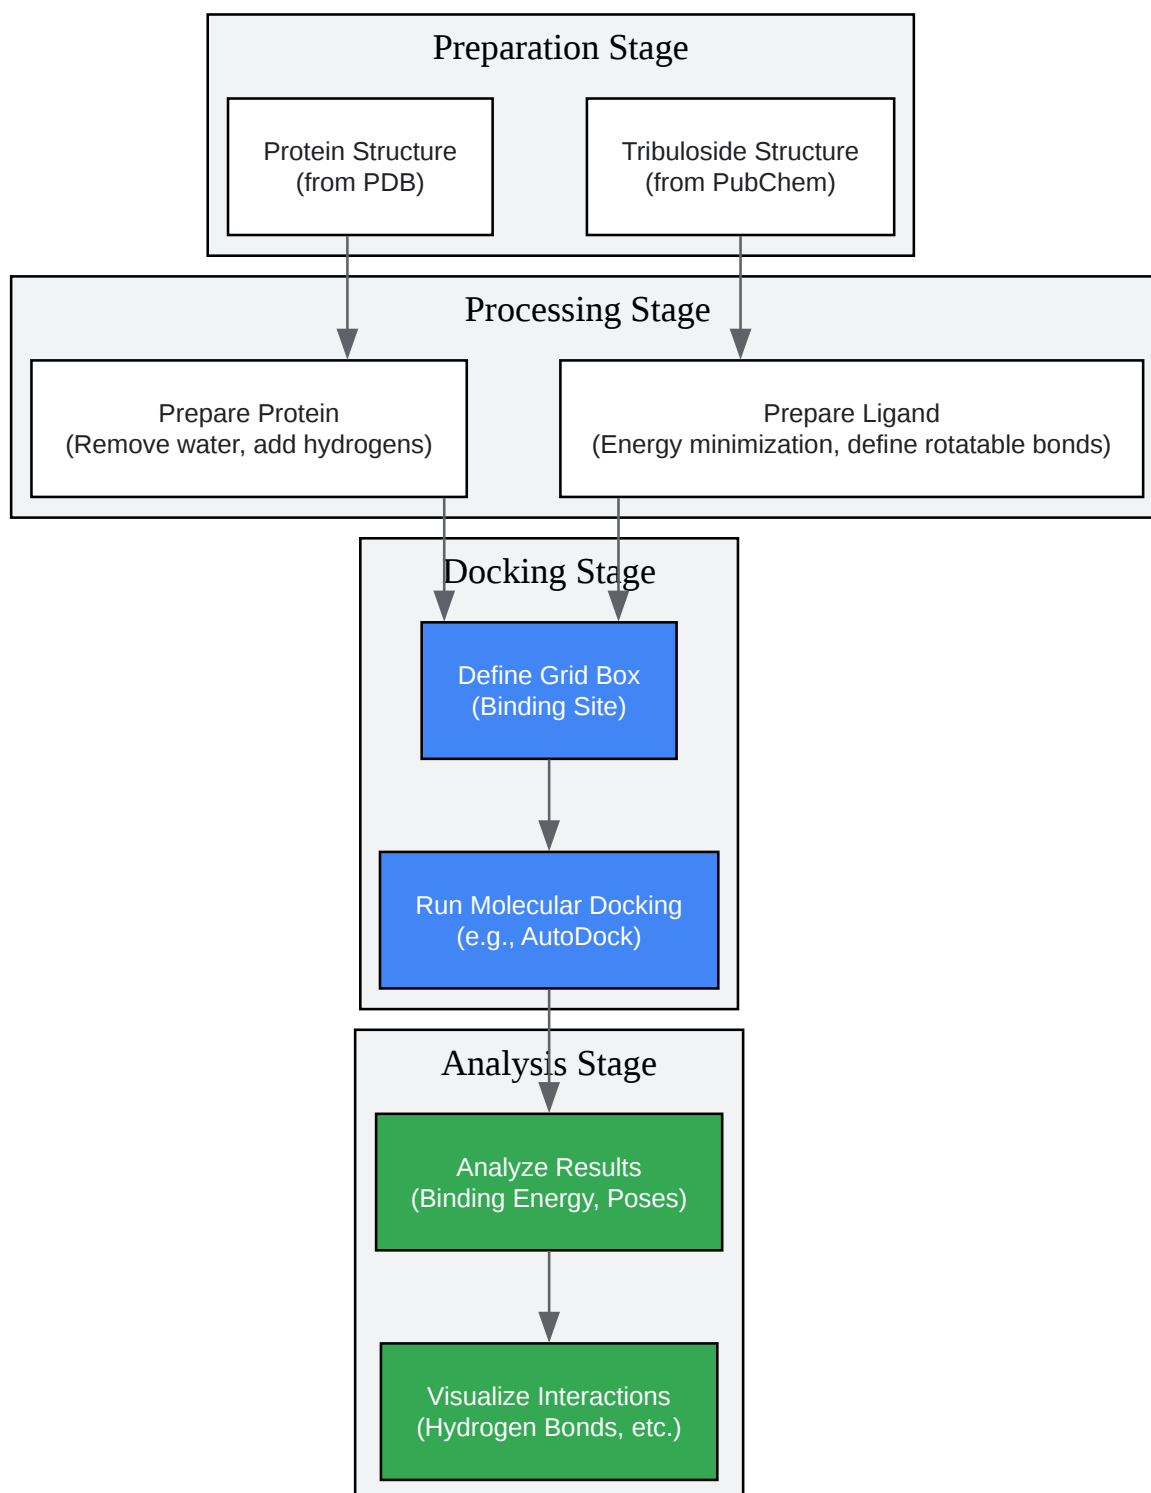 Preparation Stage
Protein Structure
(from PDB)
Tribuloside Structure
(from PubChem)
Processing Stage
Prepare Protein
(Remove water, add hydrogens)
Prepare Ligand
(Energy minimization, define rotatable bonds)
Docking Stage
Define Grid Box
(Binding Site)
Run Molecular Docking
(e.g., AutoDock)
Analysis Stage
Analyze Results
(Binding Energy, Poses)
Visualize Interactions
(Hydrogen Bonds, etc.)